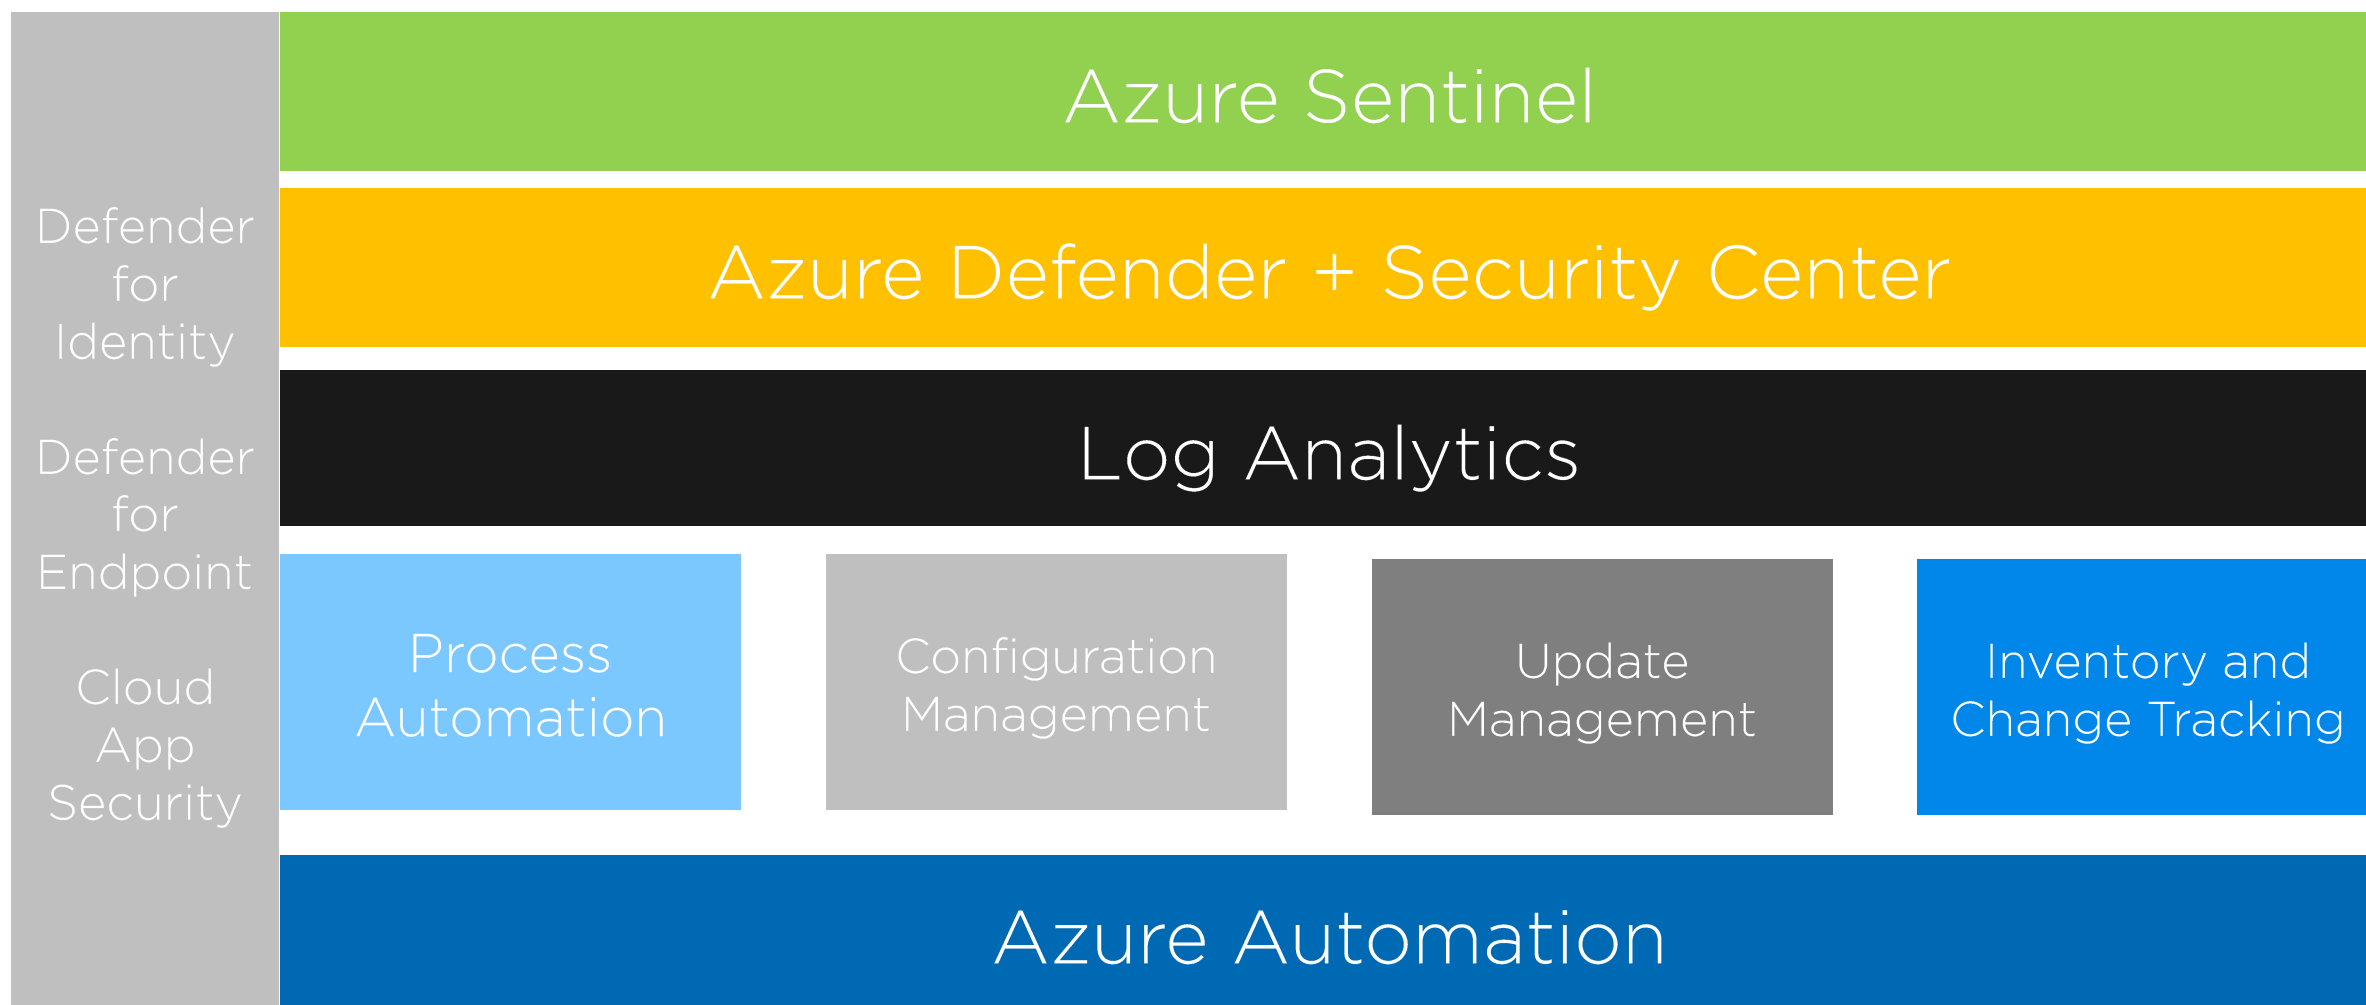 Defender
for
Identity
Defender
for
Endpoint
Cloud
App
Security
Azure Sentinel
Azure Defender + Security Center
Log Analytics
Process
Automation
Configuration
Management
Update
Management
Inventory and
Change Tracking
Azure Automation